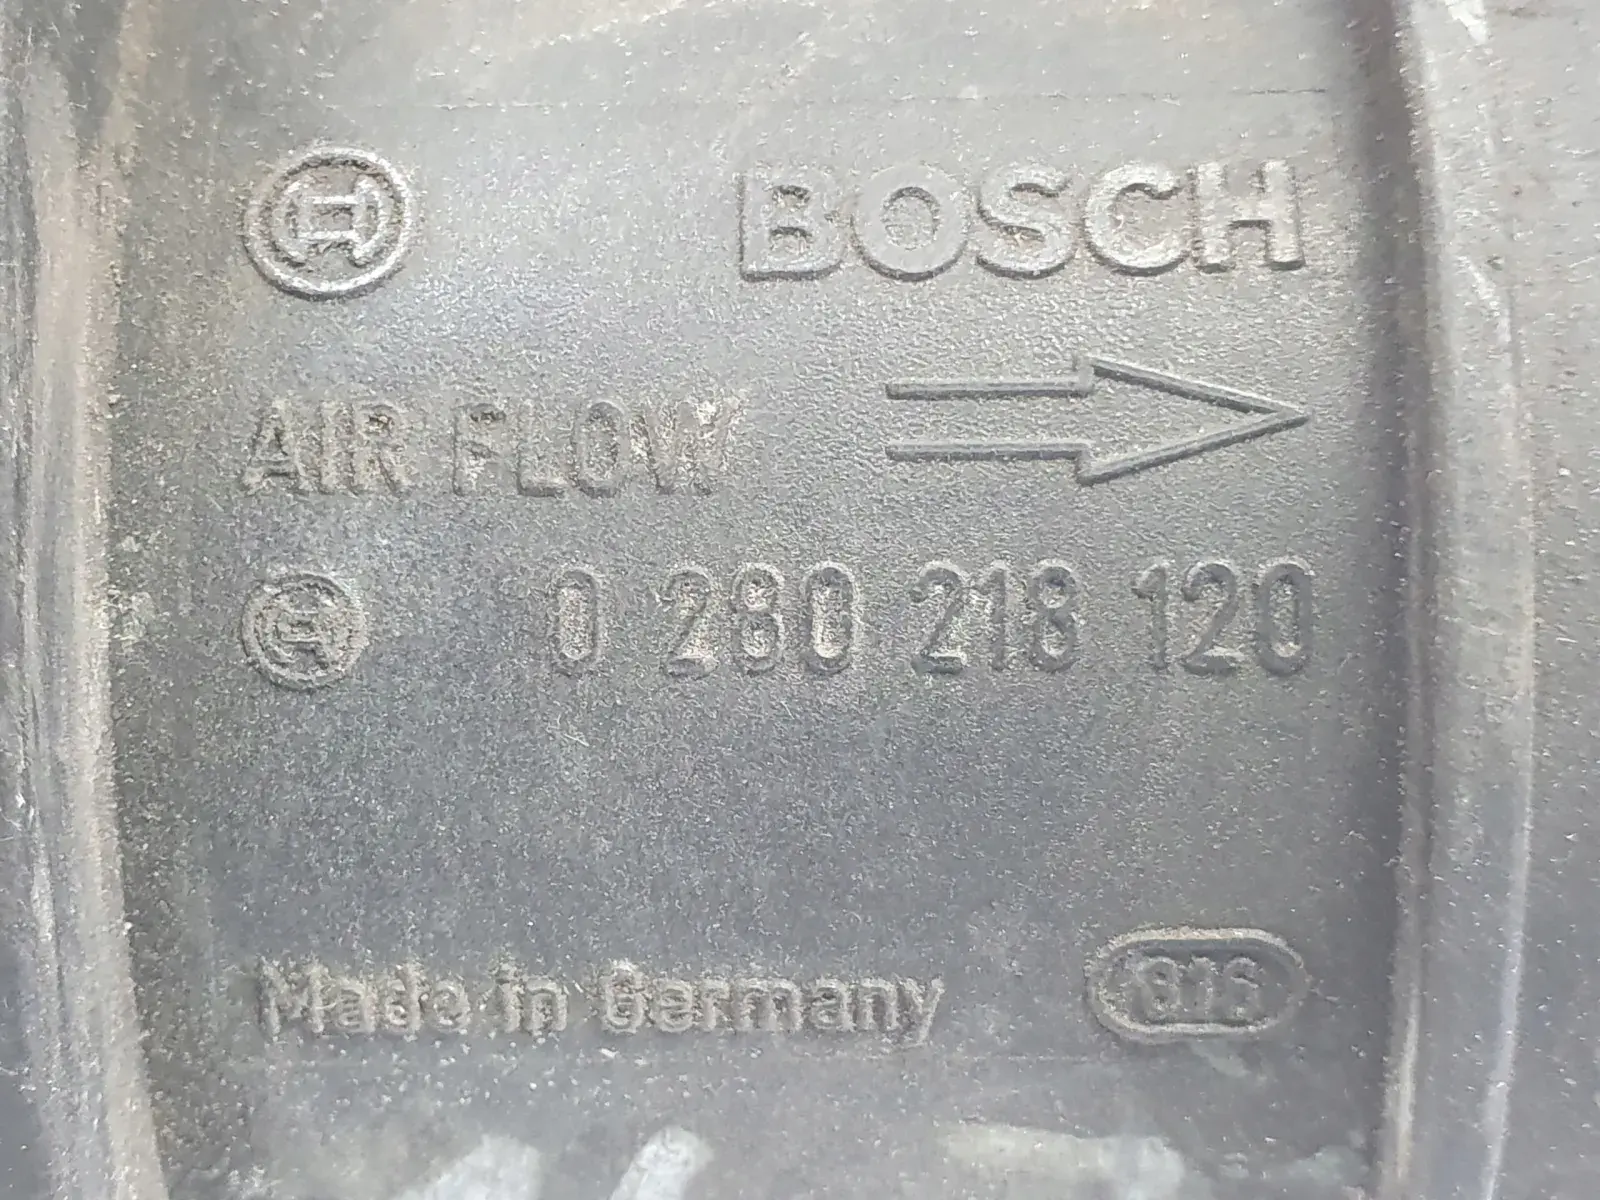 BOSCH
AIR FLOW
0 280 218 120
Made in Germany